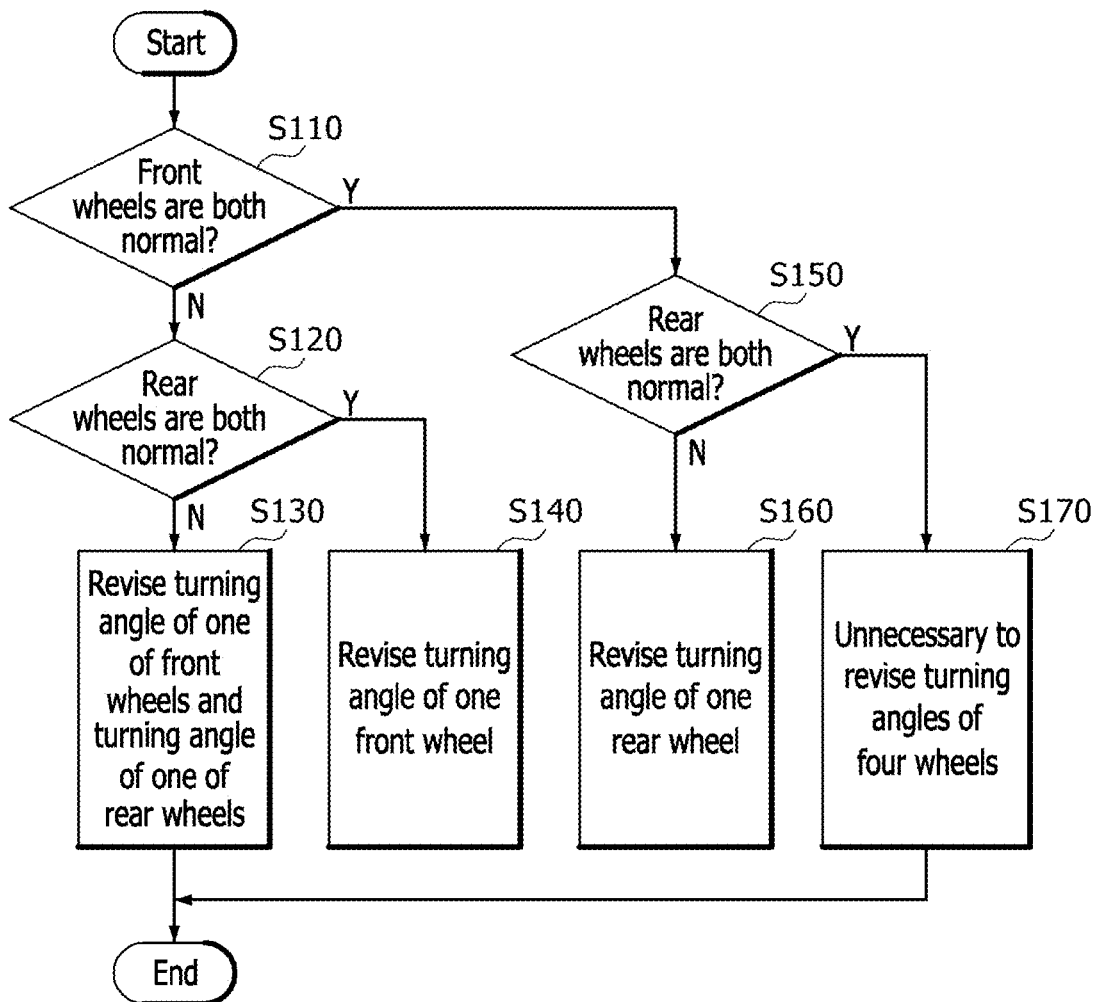 Start
S110
Front
wheels are both
normal?
Y
N
S150
Rear
wheels are both
normal?
Y
N
S120
Rear
wheels are both
normal?
Y
N
S130
Revise turning
angle of one
of front
wheels and
turning angle
of one of
rear wheels
S140
Revise turning
angle of one
front wheel
S160
Revise turning
angle of one
rear wheel
S170
Unnecessary to
revise turning
angles of
four wheels
End